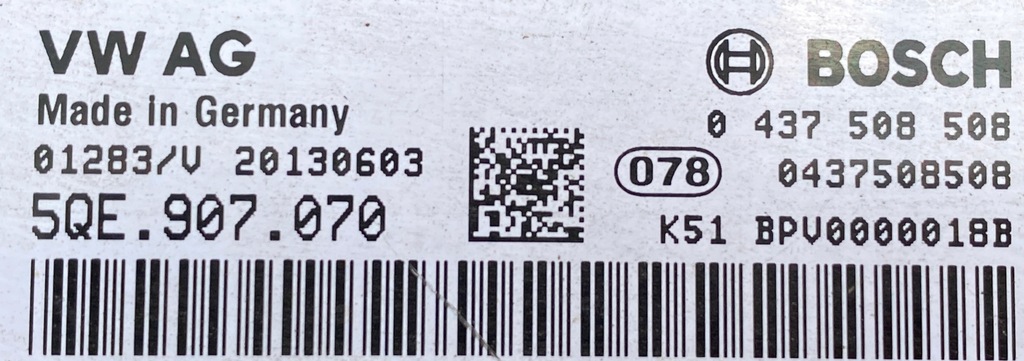 VW AG
Made in Germany
01283/V 20130603
5QE.907.070
BOSCH
0 437 508 508
078 0437508508
K51 BPV0000018B